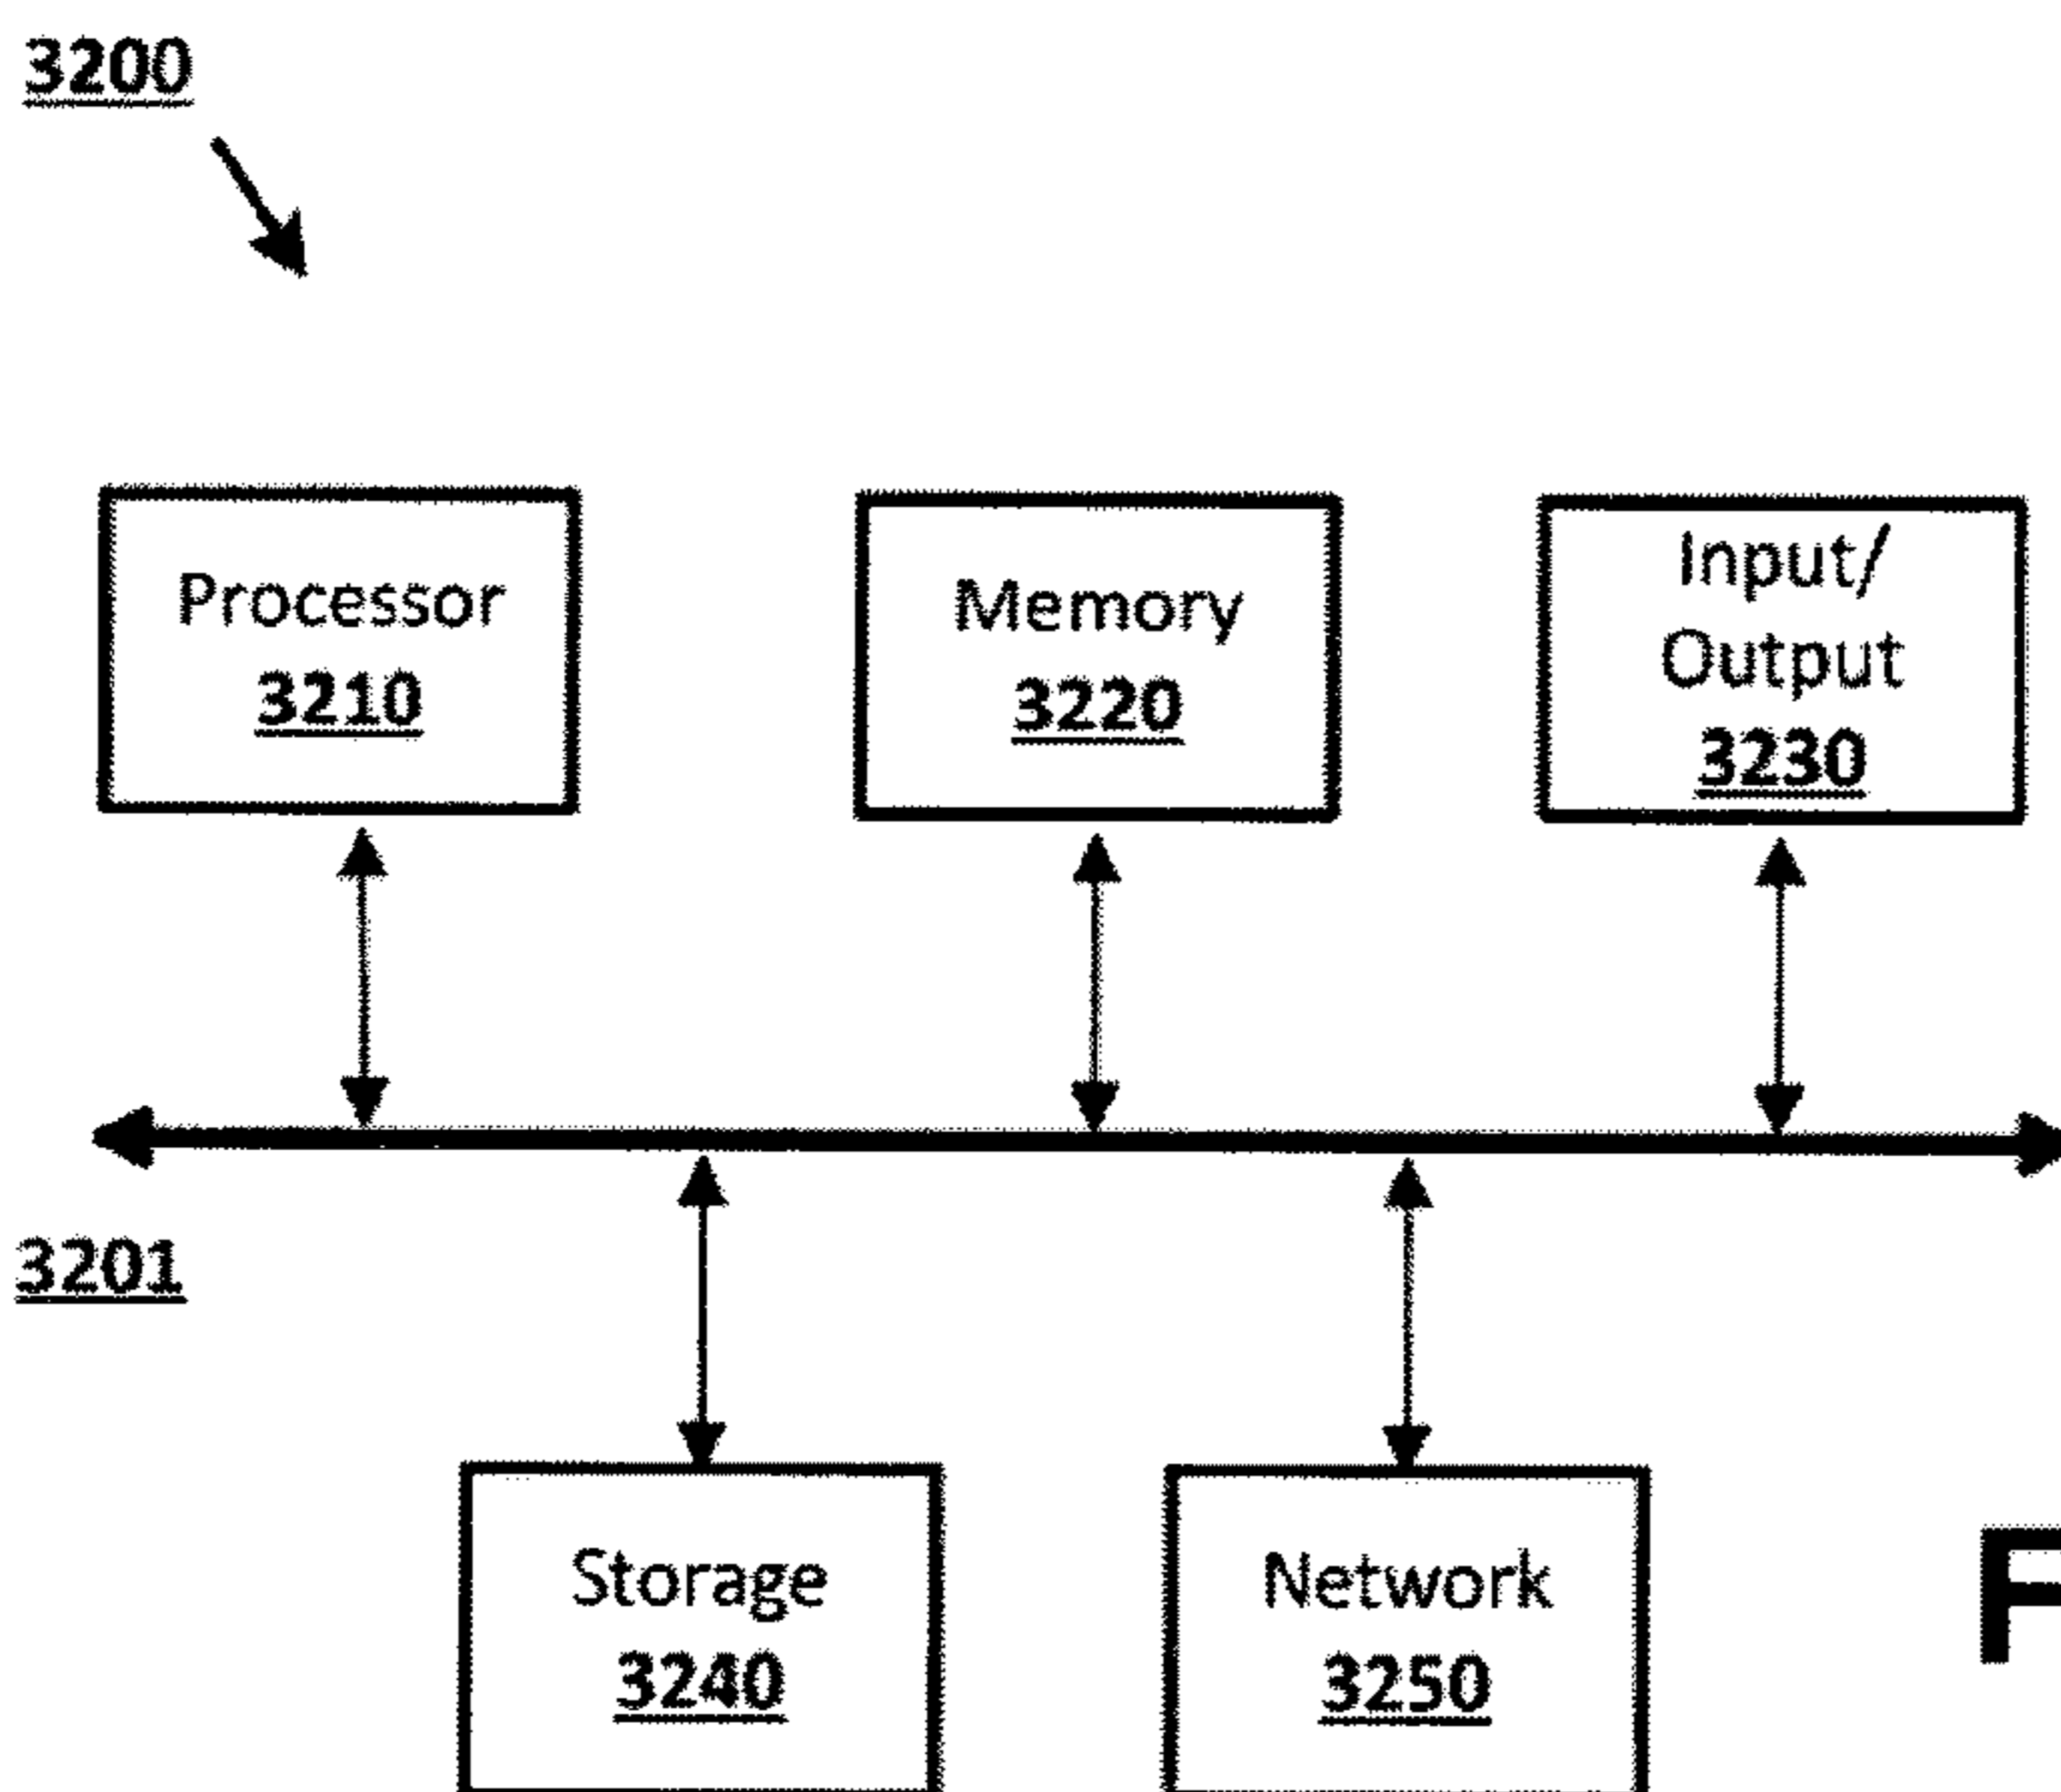 3200
Processor
3210
Memory
3220
Input/
Output
3230
3201
Storage
3240
Network
3250
F